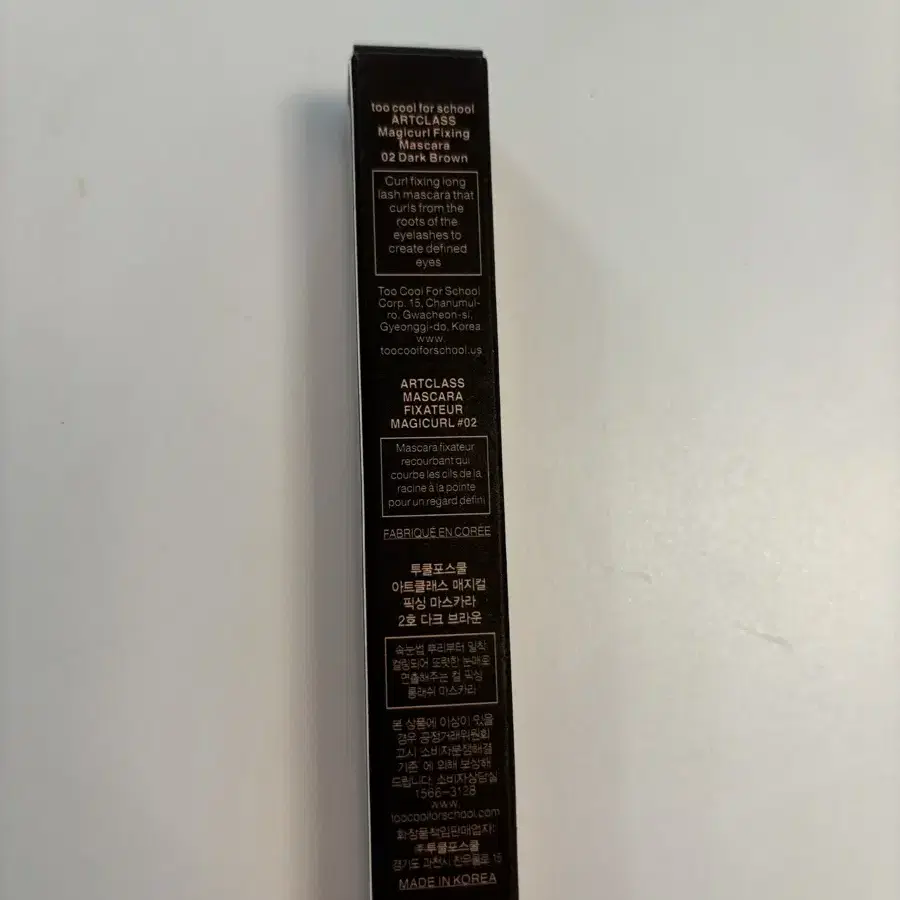 too cool for school
ARTCLASS
Magicurl Fixing
Mascara
02 Dark Brown
Curl fixing long
lash mascara that
curls from the
roots of the
eyelashes to
create defined
eyes
Too Cool For School
Corp. 15, Chanumul-
ro, Gwacheon-si,
Gyeonggi-do, Korea
www.
toocoolforschool.us
ARTCLASS
MASCARA
FIXATEUR
MAGICURL #02
Mascara fixateur
recourbant qui
courbe les cils de la
racine à la pointe
pour un regard défini
FABRIQUÉ EN CORÉE
투쿨포스쿨
아트클래스 매지컬
픽싱 마스카라
2호 다크 브라운
속눈썹 뿌리부터 밀착
컬링되어 또렷한 눈매로
연출해주는 컬 픽싱
롱래쉬 마스카라
본 상품에 이상이 있을
경우 공정거래위원회
고시 소비자분쟁해결
기준에 의해 보상해
드립니다. 소비자상담실
1566-3128
www.
toocoolforschool.com
화장품책임판매업자:
㈜투쿨포스쿨
경기도 과천시 찬우물로 15
MADE IN KOREA